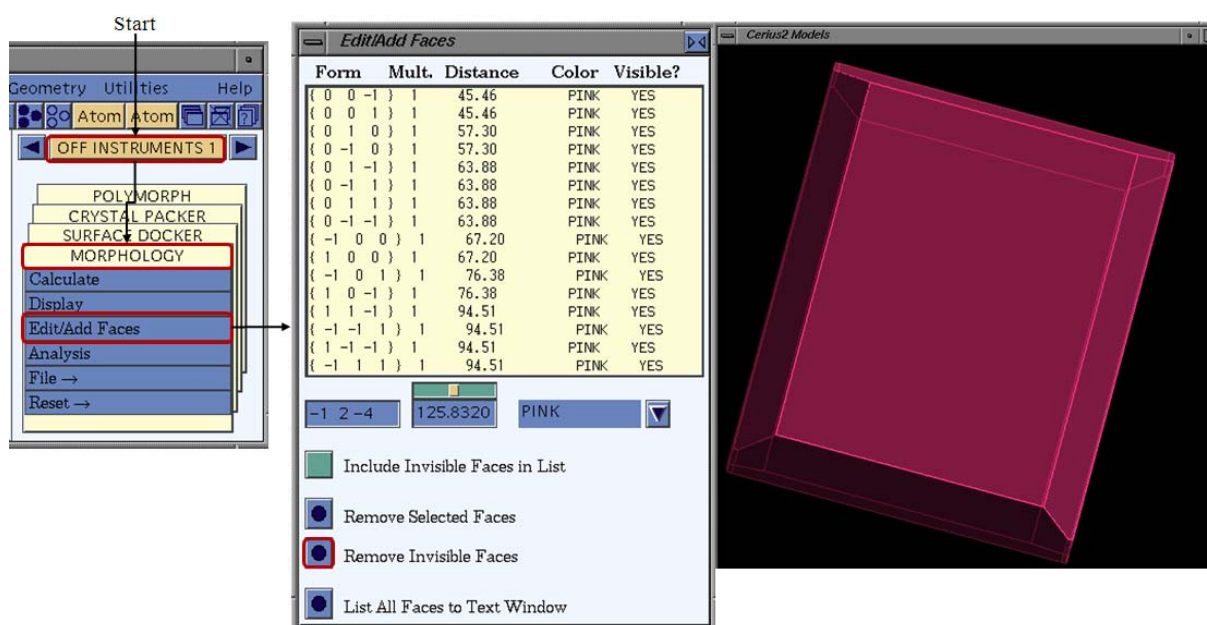 Start
Geometry Utilities Help
Atom Atom
OFF INSTRUMENTS 1
POLYMORPH
CRYSTAL PACKER
SURFACE DOCKER
MORPHOLOGY
Calculate
Display
Edit/Add Faces
Analysis
File →
Reset →
Edit/Add Faces
Form Mult. Distance Color Visible?
{ 0 0 -1 } 1 45.46 PINK YES
{ 0 0 1 } 1 45.46 PINK YES
{ 0 1 0 } 1 57.30 PINK YES
{ 0 -1 0 } 1 57.30 PINK YES
{ 0 1 -1 } 1 63.88 PINK YES
{ 0 -1 1 } 1 63.88 PINK YES
{ 0 1 1 } 1 63.88 PINK YES
{ 0 -1 -1 } 1 63.88 PINK YES
{ -1 0 0 } 1 67.20 PINK YES
{ 1 0 0 } 1 67.20 PINK YES
{ -1 0 1 } 1 76.38 PINK YES
{ 1 0 -1 } 1 76.38 PINK YES
{ 1 1 -1 } 1 94.51 PINK YES
{ -1 -1 1 } 1 94.51 PINK YES
{ 1 -1 -1 } 1 94.51 PINK YES
{ -1 1 1 } 1 94.51 PINK YES
-1 2 -4 125.8320 PINK
Include Invisible Faces in List
Remove Selected Faces
Remove Invisible Faces
List All Faces to Text Window
Cerius2 Models